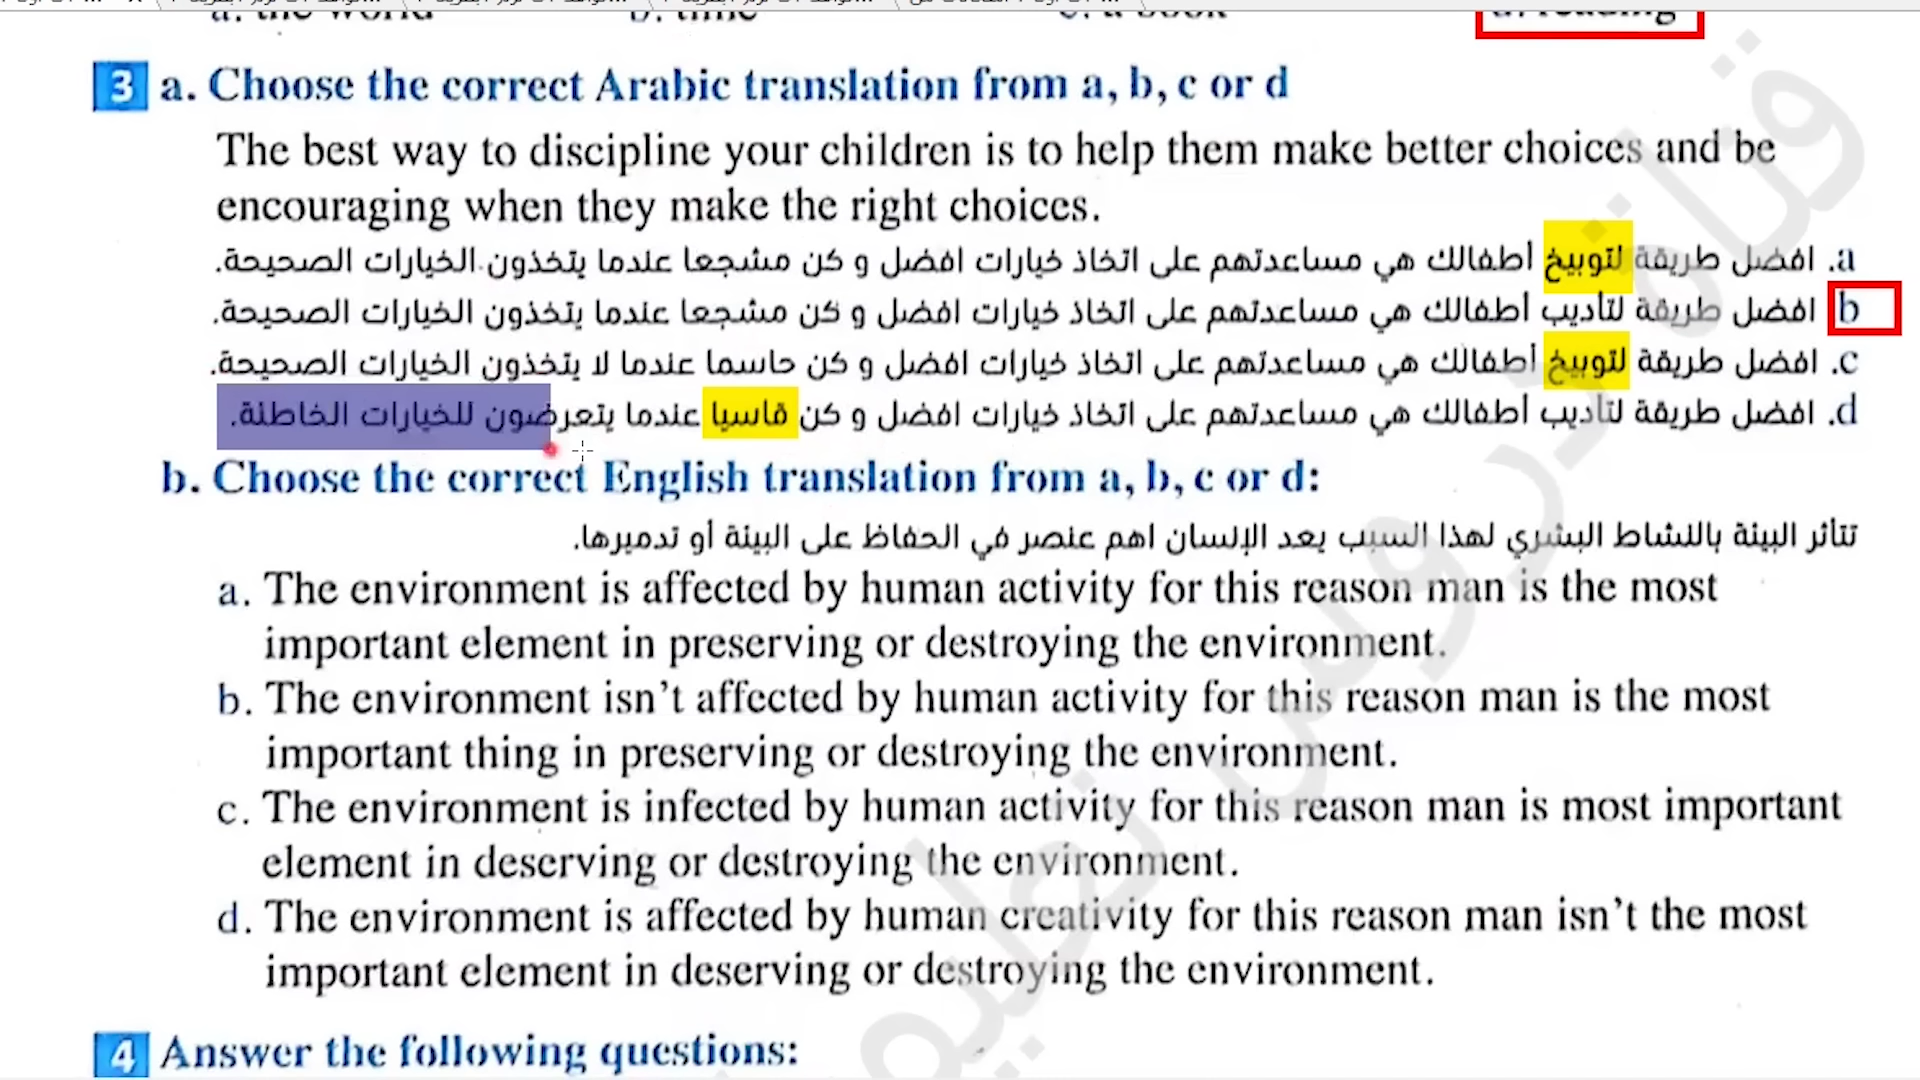 a. the world b. time c. a book d. reading
3 a. Choose the correct Arabic translation from a, b, c or d
The best way to discipline your children is to help them make better choices and be
encouraging when they make the right choices.
a. افضل طريقة لتوبيخ أطفالك هي مساعدتهم على اتخاذ خيارات افضل و كن مشجعا عندما يتخذون الخيارات الصحيحة.
b افضل طريقة لتأديب أطفالك هي مساعدتهم على اتخاذ خيارات افضل و كن مشجعا عندما يتخذون الخيارات الصحيحة.
c. افضل طريقة لتوبيخ أطفالك هي مساعدتهم على اتخاذ خيارات افضل و كن حاسما عندما لا يتخذون الخيارات الصحيحة.
d. افضل طريقة لتأديب أطفالك هي مساعدتهم على اتخاذ خيارات افضل و كن قاسيا عندما يتعرضون للخيارات الخاطئة.
b. Choose the correct English translation from a, b, c or d:
تتأثر البيئة باللنشاط البشري لهذا السبب يعد الإلسان اهم عنصر في الحفاظ على البيئة أو تدميرها.
a. The environment is affected by human activity for this reason man is the most
important element in preserving or destroying the environment.
b. The environment isn't affected by human activity for this reason man is the most
important thing in preserving or destroying the environment.
c. The environment is infected by human activity for this reason man is most important
element in deserving or destroying the environment.
d. The environment is affected by human creativity for this reason man isn't the most
important element in deserving or destroying the environment.
4 Answer the following questions: